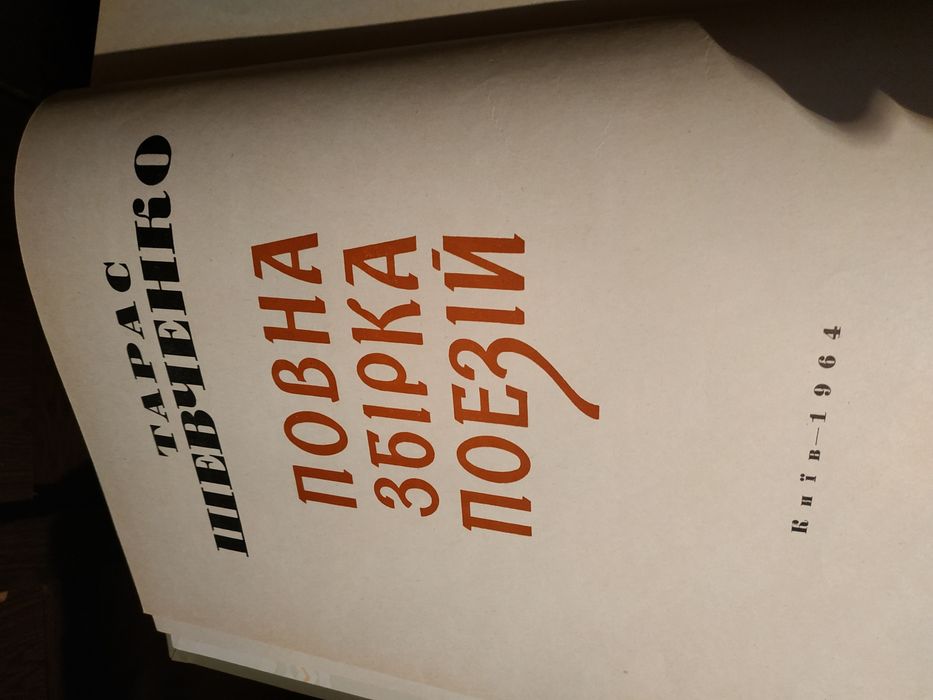 ТАРАС
ШЕВЧЕНКО
ПОВНА
ЗБІРКА
ПОЕЗІЙ
Київ—1964